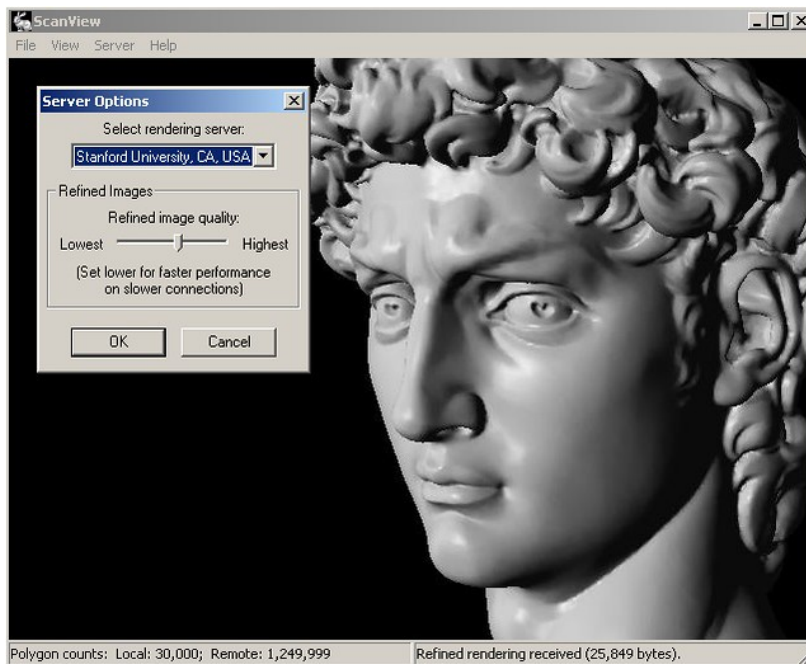 ScanView
File View Server Help
Server Options
Select rendering server:
Stanford University, CA, USA
Refined Images
Refined image quality:
Lowest Highest
(Set lower for faster performance
on slower connections)
OK Cancel
Polygon counts: Local: 30,000; Remote: 1,249,999 Refined rendering received (25,849 bytes).